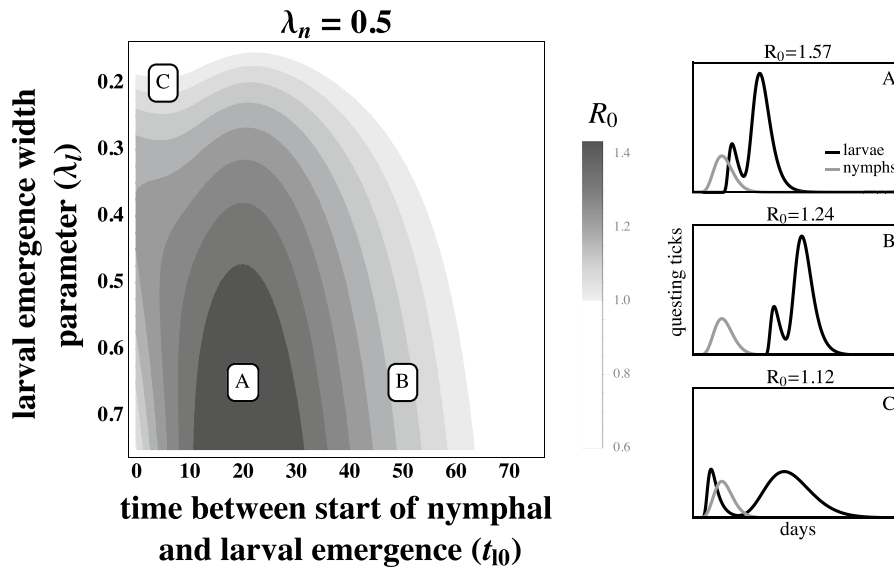 λn = 0.5
larval emergence width
parameter (λl)
0.2
0.3
0.4
0.5
0.6
0.7
C
A
B
0
10
20
30
40
50
60
70
time between start of nymphal
and larval emergence (tl0)
R0
1.4
1.2
1.0
0.8
0.6
questing ticks
R0=1.57
A
larvae
nymphs
R0=1.24
B
R0=1.12
C
days